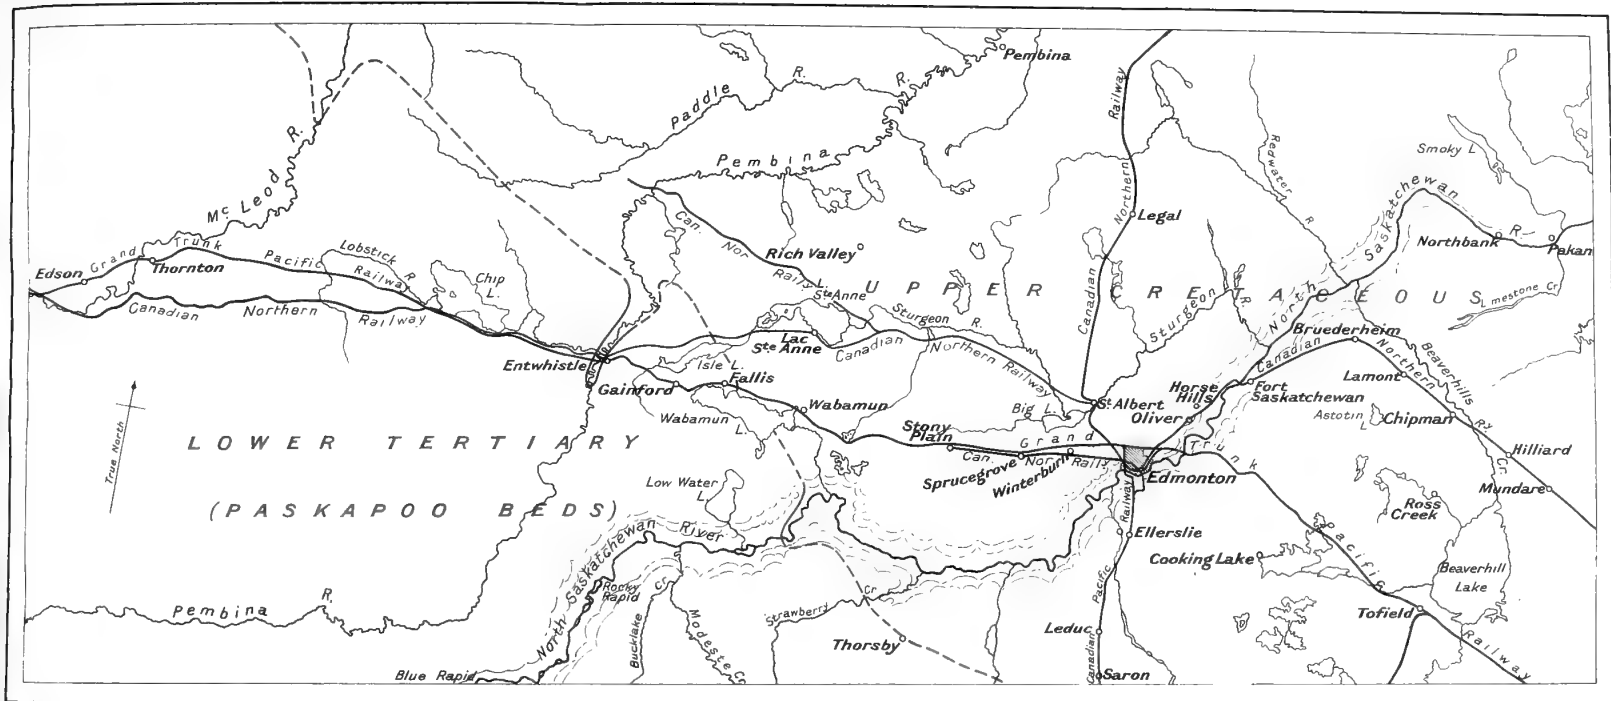 Pembina
R.
R.
Paddle
Railway
Mc Leod R.
Pembina
Redwater R
Smoky L
Saskatchewan
R.
Northern
Legal
Can. Nor Railly
Rich Valley
Northbank
Pakan
Edson
Grand Trunk Pacific Railway
Thornton
Lobstick R
Chip L.
L. Ste Anne
UPPER CRETACEOUS
Lmestone Cr.
Canadian Northern Railway
Sturgeon R.
Canadian
Sturgeon R.
North
Bruederheim
Lac Ste Anne
Canadian Northern Railway
Canadian Northern Ry
Beaverhills Cr.
Entwhistle
Isle L.
Gainford
Fallis
Horse Hills
Fort Saskatchewan
Lamont
Wabamun
St Albert
Oliver
Astotin L
Chipman
Wabamun L.
Big L.
True North
LOWER TERTIARY
Stony Plain
Grand Trunk Pacific Railway
Can. Nor Railly
Hilliard
Sprucegrove
Winterburn
Edmonton
Mundare
Low Water L.
(PASKAPOO BEDS)
Ross Creek
North Saskatchewan River
Railway
Ellerslie
Cooking Lake
Beaverhill Lake
Rocky Rapid
Pacific
Pembina R.
Strawberry Cr
Tofield
Bucklake Cr.
Modeste Cr
Thorsby
Leduc
Canadian
Blue Rapid
Saron